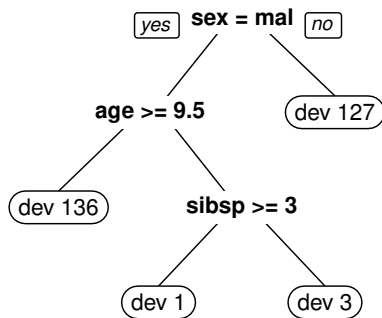 yes sex = mal no
age >= 9.5
dev 127
dev 136
sibsp >= 3
dev 1 dev 3